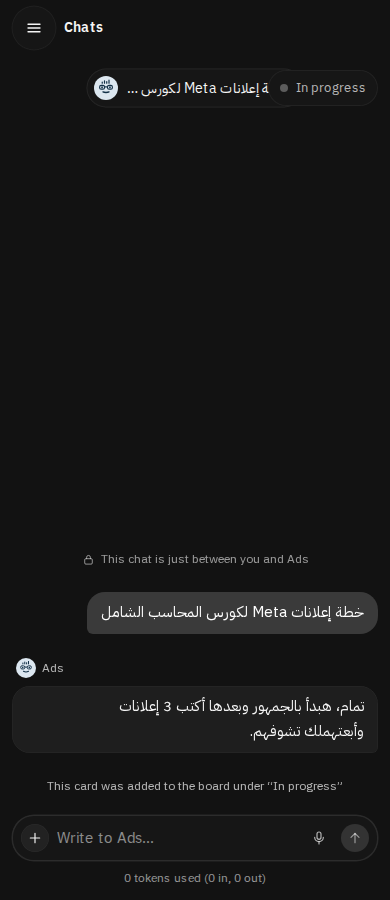 Chats
ة إعلانات Meta لكورس ...
In progress
This chat is just between you and Ads
خطة إعلانات Meta لكورس المحاسب الشامل
Ads
تمام، هبدأ بالجمهور وبعدها أكتب 3 إعلانات
وأبعتهملك تشوفهم.
This card was added to the board under “In progress”
Write to Ads...
0 tokens used (0 in, 0 out)